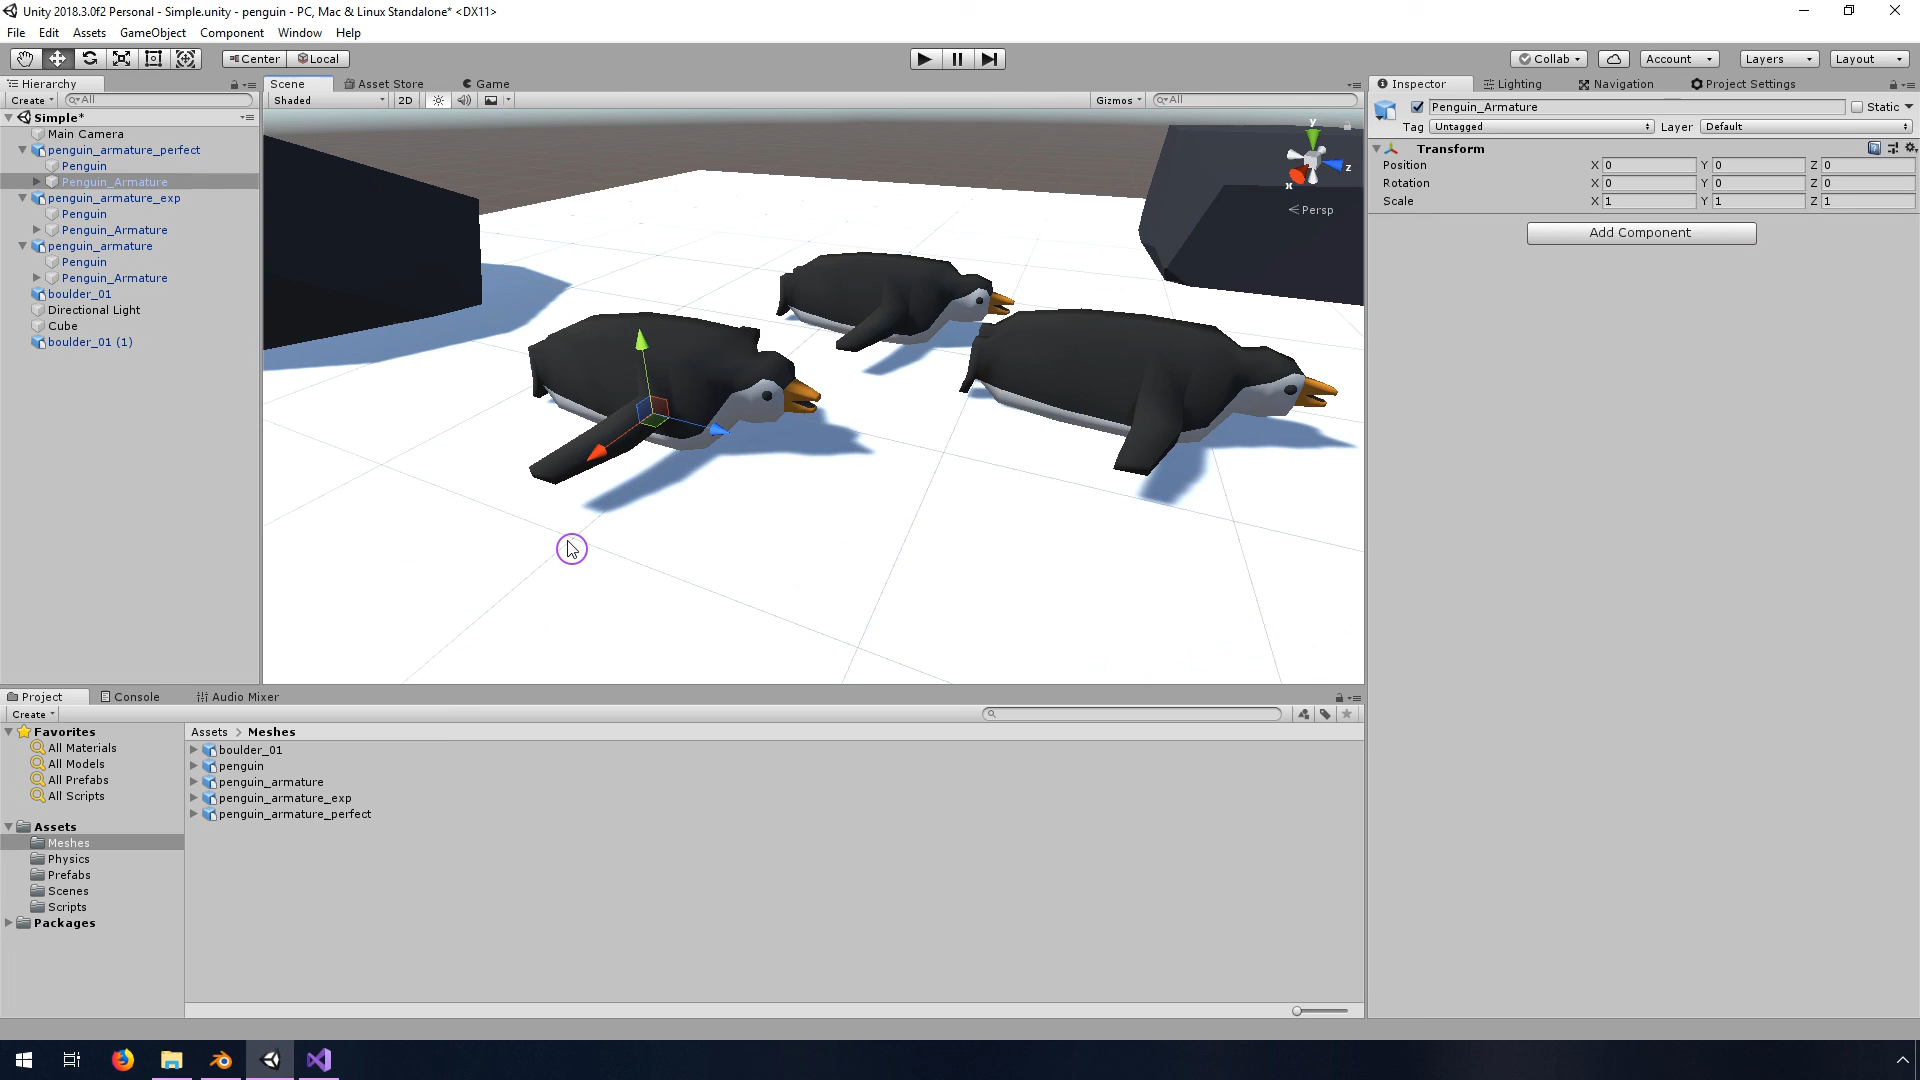 Unity 2018.3.0f2 Personal - Simple.unity - penguin - PC, Mac & Linux Standalone* <DX11>
File Edit Assets GameObject Component Window Help
Center Local Collab Account Layers Layout
Hierarchy
Create All
Simple*
Main Camera
penguin_armature_perfect
Penguin
Penguin_Armature
penguin_armature_exp
Penguin
Penguin_Armature
penguin_armature
Penguin
Penguin_Armature
boulder_01
Directional Light
Cube
boulder_01 (1)
Scene Asset Store Game
Shaded 2D Gizmos All
y
z
x
Persp
Inspector Lighting Navigation Project Settings
Penguin_Armature Static
Tag Untagged Layer Default
Transform
Position X 0 Y 0 Z 0
Rotation X 0 Y 0 Z 0
Scale X 1 Y 1 Z 1
Add Component
Project Console Audio Mixer
Create
Favorites
All Materials
All Models
All Prefabs
All Scripts
Assets
Meshes
Physics
Prefabs
Scenes
Scripts
Packages
Assets > Meshes
boulder_01
penguin
penguin_armature
penguin_armature_exp
penguin_armature_perfect